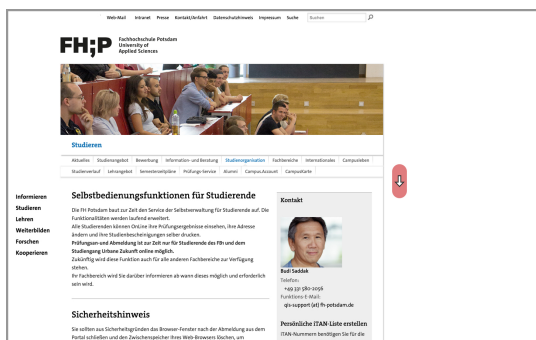 Web-Mail Intranet Presse Kontakt/Anfahrt Datenschutzhinweis Impressum Suche Suchen
FH;P Fachhochschule Potsdam
University of
Applied Sciences
Studieren
Aktuelles Studienangebot Bewerbung Information- und Beratung Studienorganisation Fachbereiche Internationales Campusleben
Studienverlauf Lehrangebot Semesterzeitpläne Prüfungs-Service Alumni Campus.Account CampusKarte
Informieren
Studieren
Lehren
Weiterbilden
Forschen
Kooperieren
Selbstbedienungsfunktionen für Studierende
Die FH Potsdam baut zur Zeit den Service der Selbstverwaltung für Studierende auf. Die
Funktionalitäten werden laufend erweitert.
Alle Studierenden können OnLine ihre Prüfungsergebnisse einsehen, ihre Adresse
ändern und ihre Studienbescheinigungen selber drucken.
Prüfungsan-und Abmeldung ist zur Zeit nur für Studierende des FB1 und dem
Studiengang Urbane Zukunft online möglich.
Zukünftig wird diese Funktion auch für alle anderen Fachbereiche zur Verfügung
stehen.
Ihr Fachbereich wird Sie darüber informieren ab wann dieses möglich und erforderlich
sein wird.
Sicherheitshinweis
Sie sollten aus Sicherheitsgründen das Browser-Fenster nach der Abmeldung aus dem
Portal schließen und den Zwischenspeicher Ihres Web-Browsers löschen, um
Kontakt
Budi Saddak
Telefon:
+49 331 580-2056
Funktions-E-Mail:
qis-support (at) fh-potsdam.de
Persönliche iTAN-Liste erstellen
iTAN-Nummern benötigen Sie für die